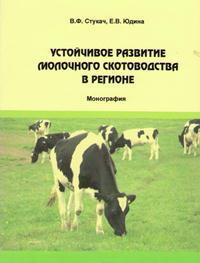 В.Ф. Стукач, Е.В. Юдина
УСТОЙЧИВОЕ РАЗВИТИЕ
МОЛОЧНОГО СКОТОВОДСТВА
В РЕГИОНЕ
Монография